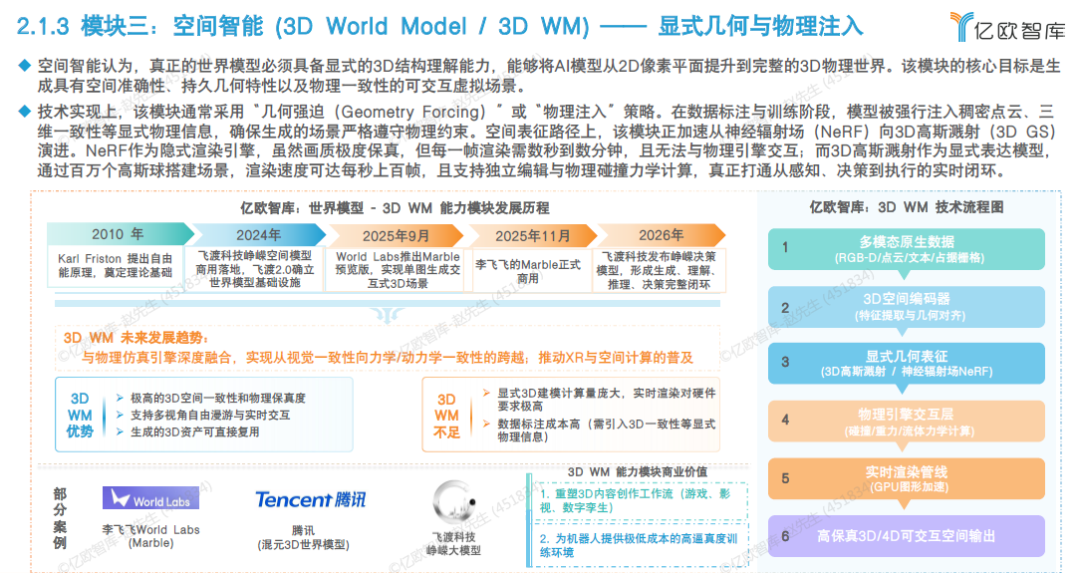 2.1.3 模块三：空间智能 (3D World Model / 3D WM) —— 显式几何与物理注入
亿欧智库
空间智能认为，真正的世界模型必须具备显式的3D结构理解能力，能够将AI模型从2D像素平面提升到完整的3D物理世界。该模块的核心目标是生
成具有空间准确性、持久几何特性以及物理一致性的可交互虚拟场景。
技术实现上，该模块通常采用“几何强迫（Geometry Forcing）”或“物理注入”策略。在数据标注与训练阶段，模型被强行注入稠密点云、三
维一致性等显式物理信息，确保生成的场景严格遵守物理约束。空间表征路径上，该模块正加速从神经辐射场（NeRF）向3D高斯溅射（3D GS）
演进。NeRF作为隐式渲染引擎，虽然画质极度保真，但每一帧渲染需数秒到数分钟，且无法与物理引擎交互；而3D高斯溅射作为显式表达模型，
通过百万个高斯球搭建场景，渲染速度可达每秒上百帧，且支持独立编辑与物理碰撞力学计算，真正打通从感知、决策到执行的实时闭环。
亿欧智库：世界模型 - 3D WM 能力模块发展历程
2010 年
2024年
2025年9月
2025年11月
2026年
Karl Friston 提出自由
能原理，奠定理论基础
飞渡科技峥嵘空间模型
商用落地，飞渡2.0确立
世界模型基础设施
World Labs推出Marble
预览版，实现单图生成交
互式3D场景
李飞飞的Marble正式
商用
飞渡科技发布峥嵘决策
模型，形成生成、理解、
推理、决策完整闭环
3D WM 未来发展趋势：
与物理仿真引擎深度融合，实现从视觉一致性向力学/动力学一致性的跨越；推动XR与空间计算的普及
3D
WM
优势
极高的3D空间一致性和物理保真度
支持多视角自由漫游与实时交互
生成的3D资产可直接复用
3D
WM
不足
显式3D建模计算量庞大，实时渲染对硬件
要求极高
数据标注成本高（需引入3D一致性等显式
物理信息）
部
分
案
例
World Labs
李飞飞World Labs
(Marble)
Tencent 腾讯
腾讯
(混元3D世界模型)
飞渡科技
峥嵘大模型
3D WM 能力模块商业价值
1. 重塑3D内容创作工作流（游戏、影
视、数字孪生）
2. 为机器人提供极低成本的高逼真度训
练环境
亿欧智库：3D WM 技术流程图
1
多模态原生数据
(RGB-D/点云/文本/占据栅格)
2
3D空间编码器
(特征提取与几何对齐)
3
显式几何表征
(3D高斯溅射 / 神经辐射场NeRF)
4
物理引擎交互层
(碰撞/重力/流体力学计算)
5
实时渲染管线
(GPU图形加速)
6
高保真3D/4D可交互空间输出
©亿欧智库-赵先生 (451834)